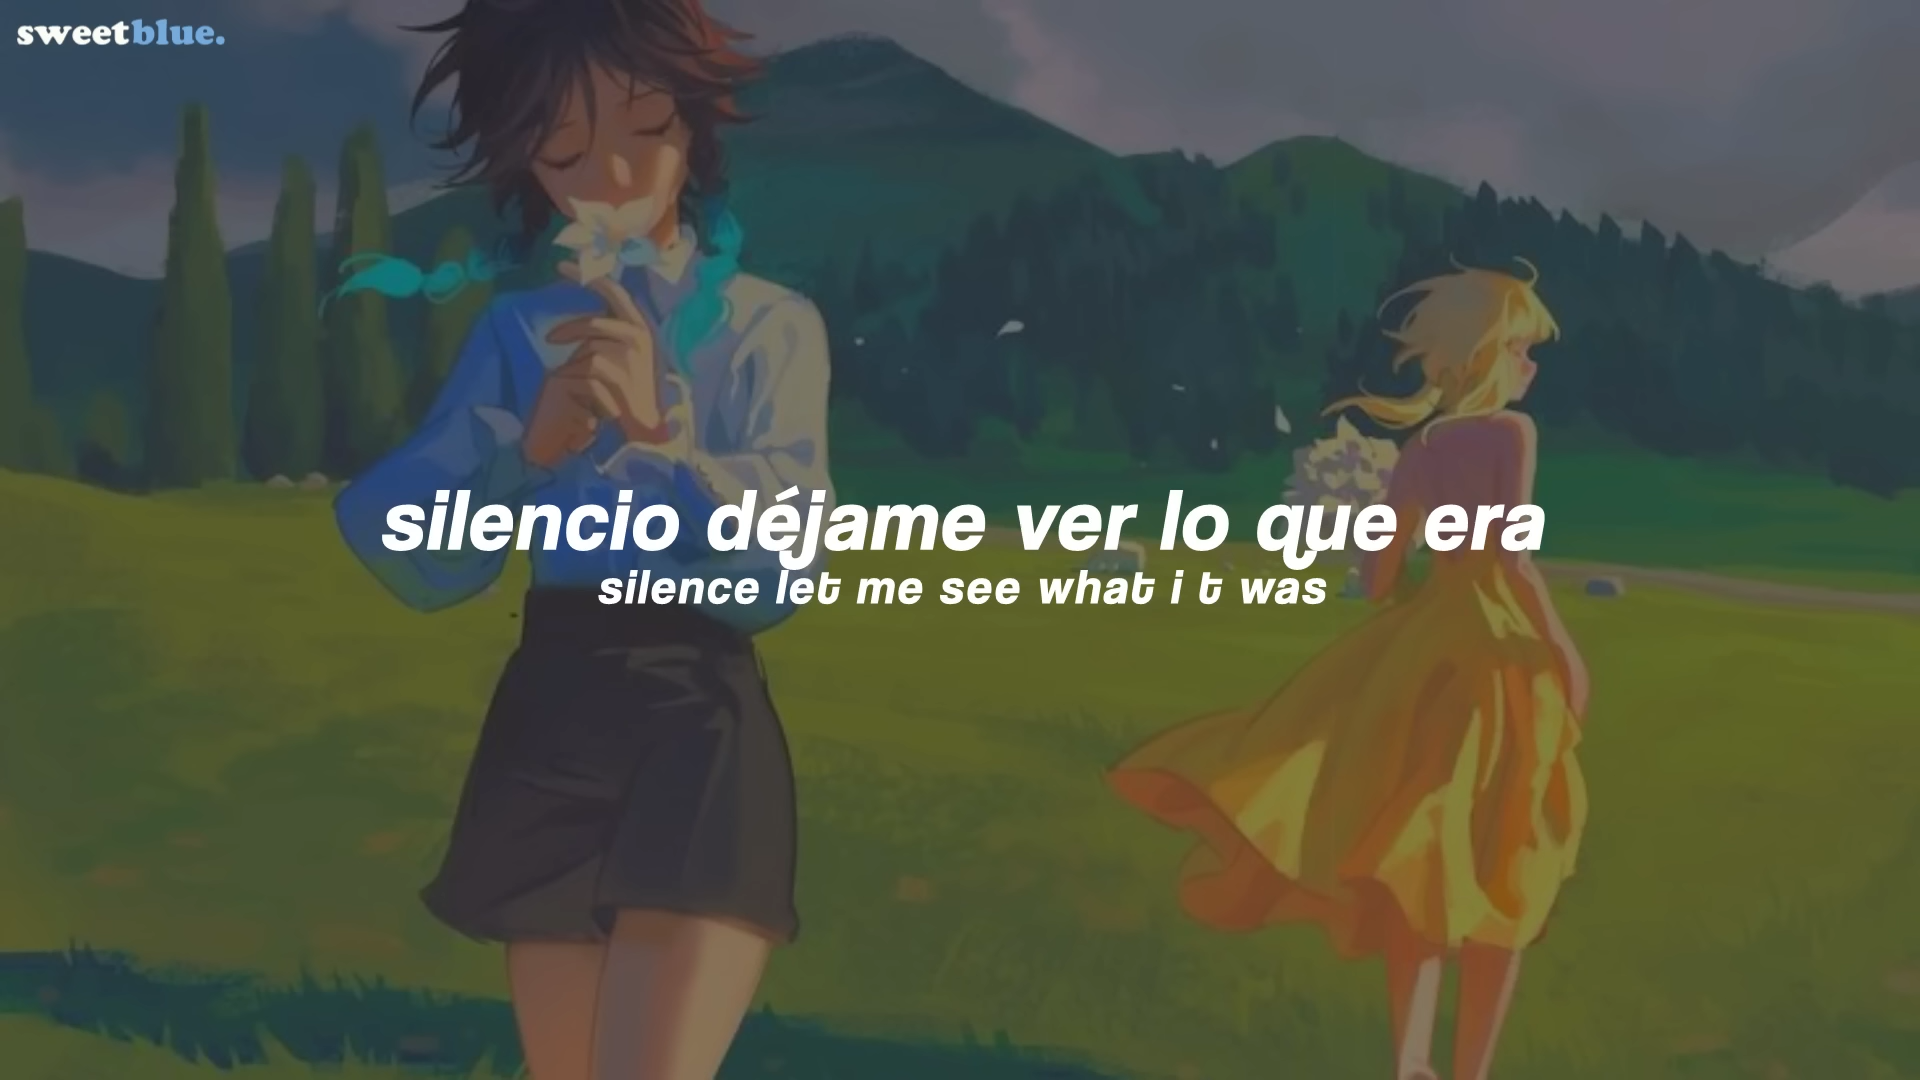 sweetblue.
silencio déjame ver lo que era
silence let me see what i t was